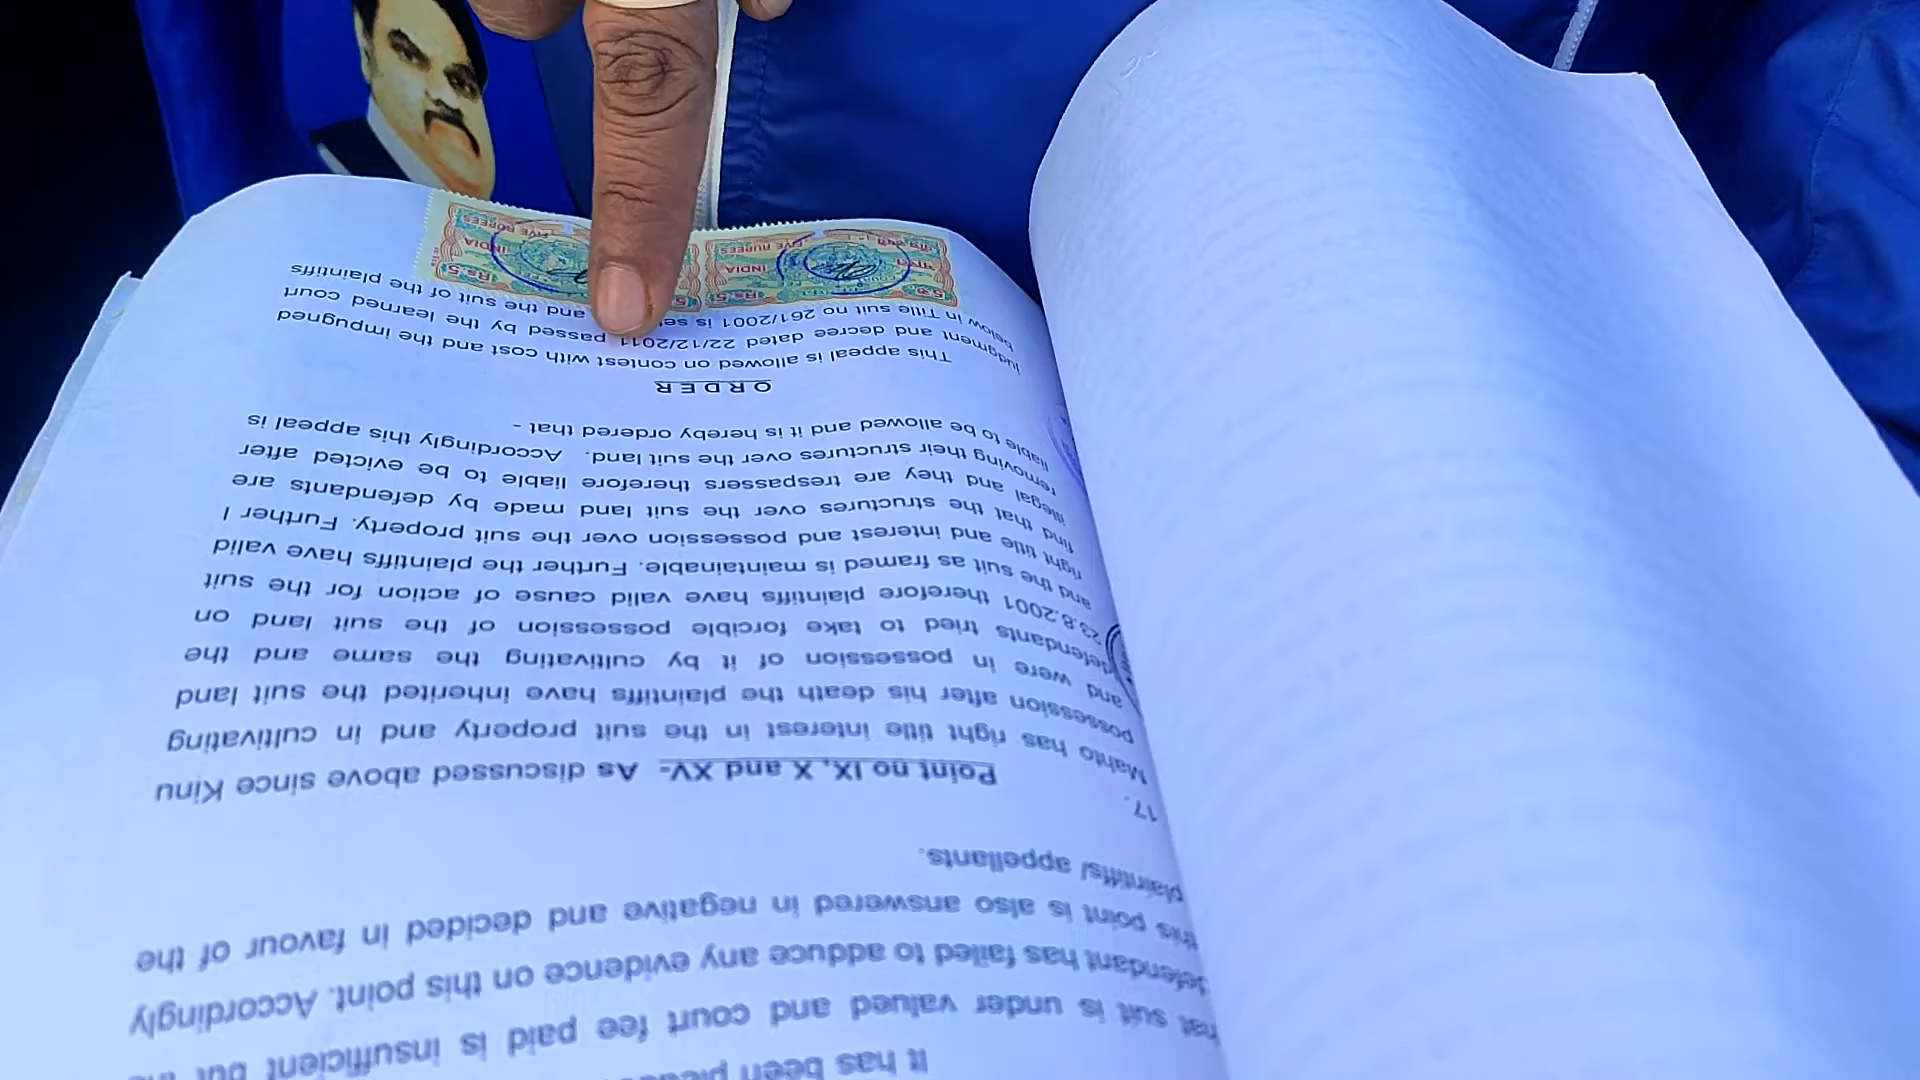 It has been
hat suit is under valued and court fee paid is insufficient but the
defendant has failed to adduce any evidence on this point. Accordingly
this point is also answered in negative and decided in favour of the
plaintiffs/ appellants.
17.
Point no IX, X and XV- As discussed above since Kinu
Mahto has right title interest in the suit property and in cultivating
possession after his death the plaintiffs have inherited the suit land
and were in possession of it by cultivating the same and the
defendants tried to take forcible possession of the suit land on
23.8.2001 therefore plaintiffs have valid cause of action for the suit
and the suit as framed is maintainable. Further the plaintiffs have valid
right title and interest and possession over the suit property. Further I
find that the structures over the suit land made by defendants are
illegal and they are trespassers therefore liable to be evicted after
removing their structures over the suit land. Accordingly this appeal is
liable to be allowed and it is hereby ordered that -
ORDER
This appeal is allowed on contest with cost and the impugned
judgment and decree dated 22/12/2011 passed by the learned court
below in Title suit no 261/2001 is and the suit of the plaintiffs
Rs5
INDIA
FIVE RUPEES
Rs5
INDIA
FIVE RUPEES